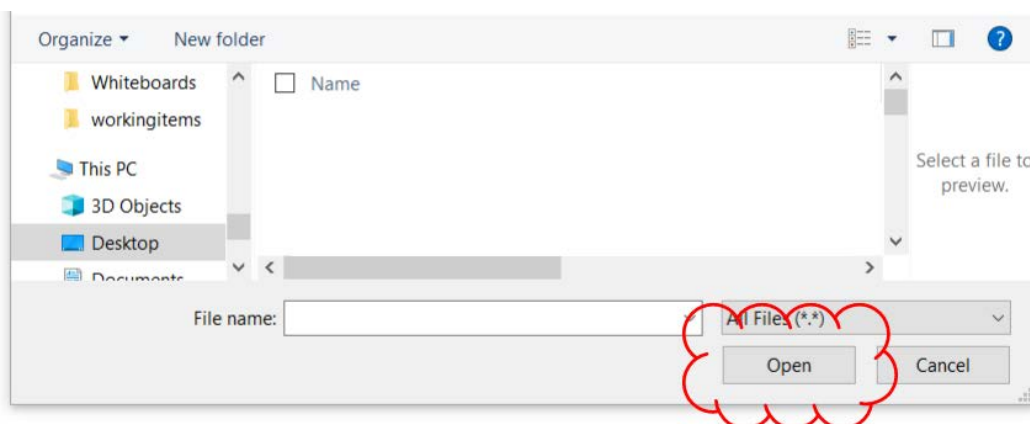 Organize New folder
Whiteboards
Name
workingitems
This PC
Select a file to
preview.
3D Objects
Desktop
Documents
File name:
All Files (*.*)
Open
Cancel